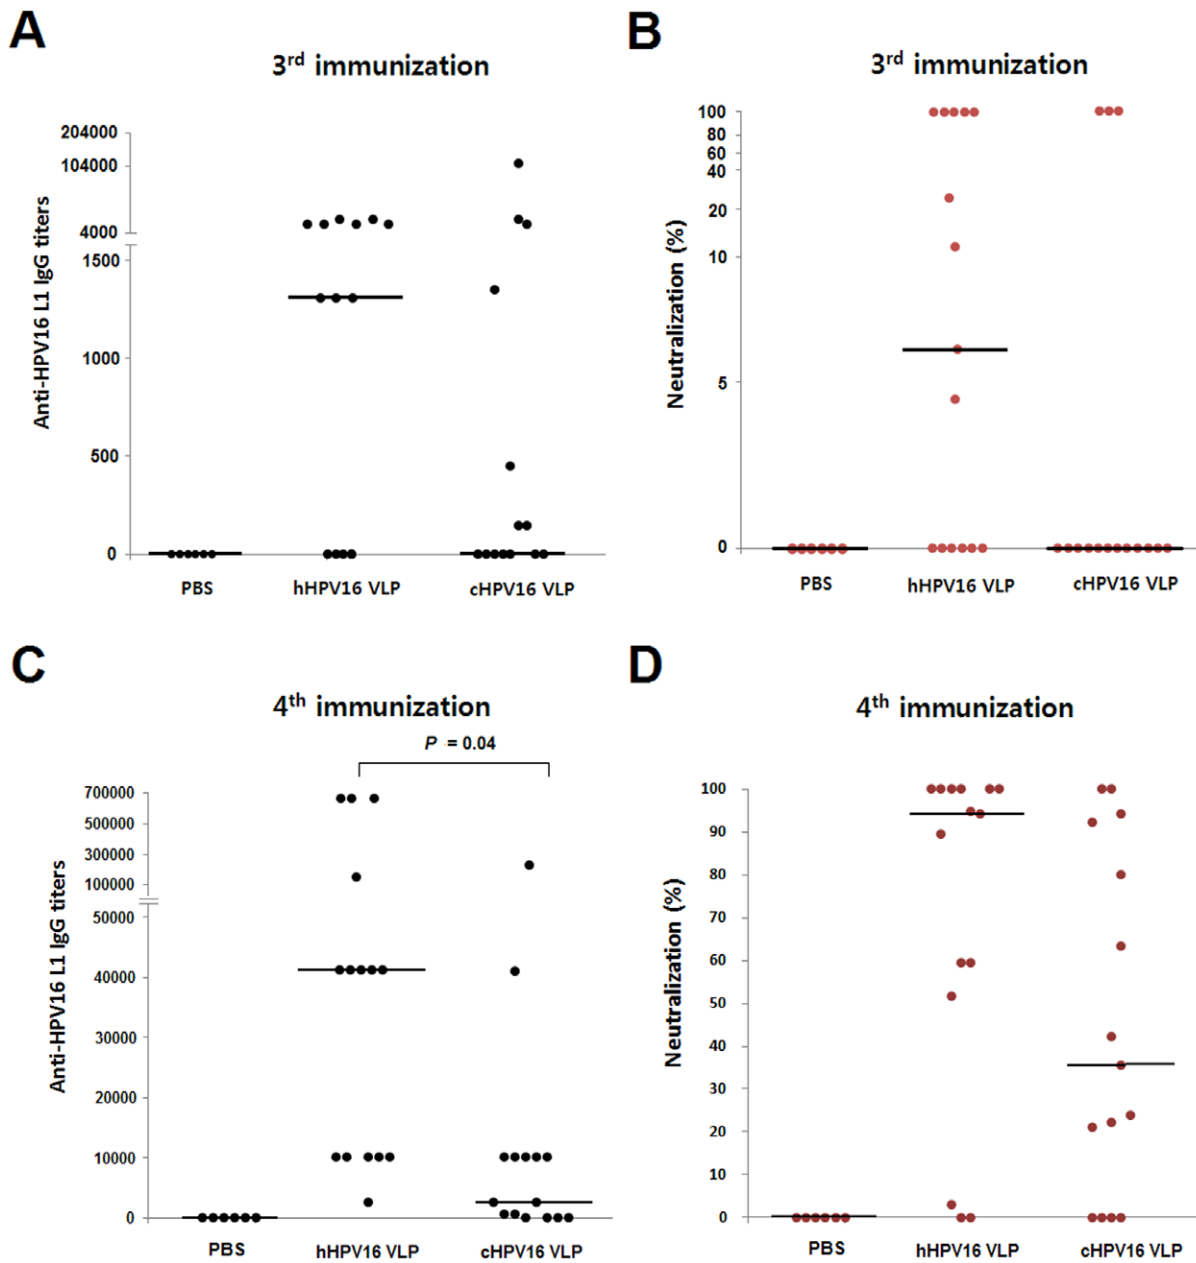 A
3rd immunization
Anti-HPV16 L1 IgG titers
204000
104000
4000
1500
1000
500
0
PBS
hHPV16 VLP
cHPV16 VLP
B
3rd immunization
Neutralization (%)
100
80
60
40
20
10
5
0
PBS
hHPV16 VLP
cHPV16 VLP
C
4th immunization
P = 0.04
Anti-HPV16 L1 IgG titers
700000
500000
300000
100000
50000
40000
30000
20000
10000
0
PBS
hHPV16 VLP
cHPV16 VLP
D
4th immunization
Neutralization (%)
100
90
80
70
60
50
40
30
20
10
0
PBS
hHPV16 VLP
cHPV16 VLP